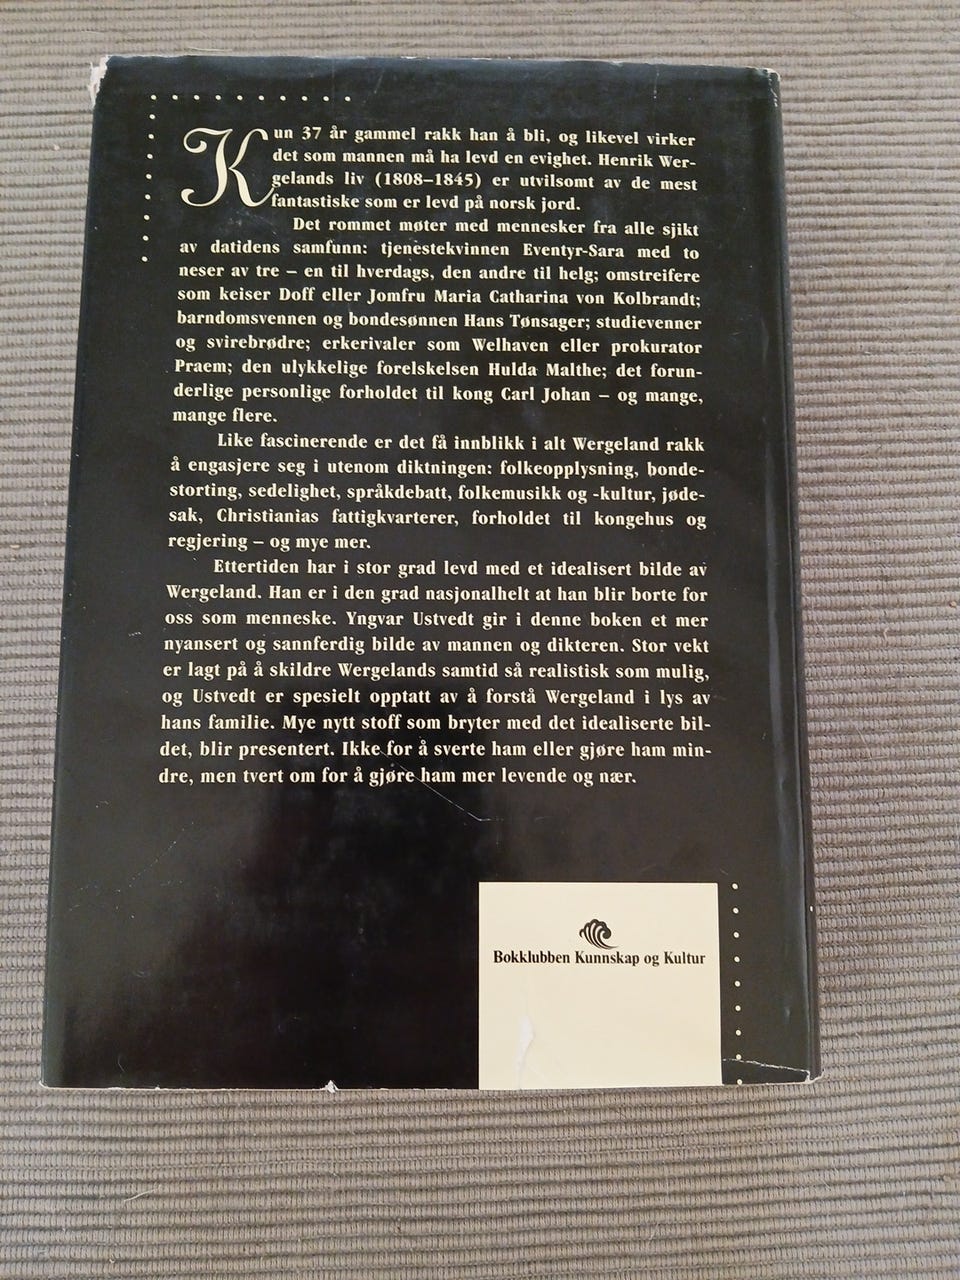 Kun 37 år gammel rakk han å bli, og likevel virker
det som mannen må ha levd en evighet. Henrik Wer-
gelands liv (1808–1845) er utvilsomt av de mest
fantastiske som er levd på norsk jord.
Det rommet møter med mennesker fra alle sjikt
av datidens samfunn: tjenestekvinnen Eventyr-Sara med to
neser av tre – en til hverdags, den andre til helg; omstreifere
som keiser Doff eller Jomfru Maria Catharina von Kolbrandt;
barndomsvennen og bondesønnen Hans Tønsager; studievenner
og svirebrødre; erkerivaler som Welhaven eller prokurator
Praem; den ulykkelige forelskelsen Hulda Malthe; det forun-
derlige personlige forholdet til kong Carl Johan – og mange,
mange flere.
Like fascinerende er det få innblikk i alt Wergeland rakk
å engasjere seg i utenom diktningen: folkeopplysning, bonde-
storting, sedelighet, språkdebatt, folkemusikk og -kultur, jøde-
sak, Christianias fattigkvarterer, forholdet til kongehus og
regjering – og mye mer.
Ettertiden har i stor grad levd med et idealisert bilde av
Wergeland. Han er i den grad nasjonalhelt at han blir borte for
oss som menneske. Yngvar Ustvedt gir i denne boken et mer
nyansert og sannferdig bilde av mannen og dikteren. Stor vekt
er lagt på å skildre Wergelands samtid så realistisk som mulig,
og Ustvedt er spesielt opptatt av å forstå Wergeland i lys av
hans familie. Mye nytt stoff som bryter med det idealiserte bil-
det, blir presentert. Ikke for å sverte ham eller gjøre ham min-
dre, men tvert om for å gjøre ham mer levende og nær.
Bokklubben Kunnskap og Kultur